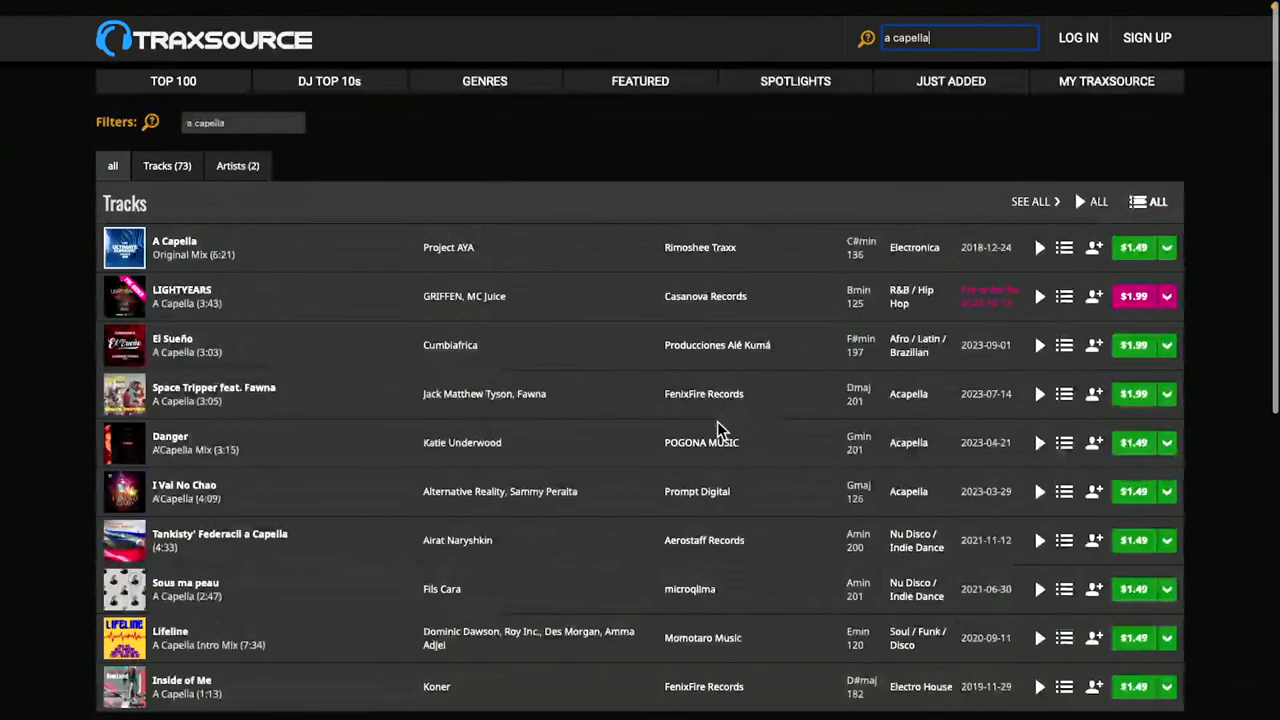 TRAXSOURCE
a capella
LOG IN
SIGN UP
TOP 100
DJ TOP 10s
GENRES
FEATURED
SPOTLIGHTS
JUST ADDED
MY TRAXSOURCE
Filters:
a capella
all
Tracks (73)
Artists (2)
Tracks
SEE ALL
ALL
ALL
A Capella
Original Mix (6:21)
Project AYA
Rimoshee Traxx
C#min
136
Electronica
2018-12-24
$1.49
LIGHTYEARS
A Capella (3:43)
GRIFFEN, MC Juice
Casanova Records
Bmin
125
R&B / Hip
Hop
Pre-order for
$1.99
El Sueño
A Capella (3:03)
Cumbiafrica
Producciones Alé Kumá
F#min
197
Afro / Latin /
Brazilian
2023-09-01
$1.99
Space Tripper feat. Fawna
A Capella (3:05)
Jack Matthew Tyson, Fawna
FenixFire Records
Dmaj
201
Acapella
2023-07-14
$1.99
Danger
A'Capella Mix (3:15)
Katie Underwood
POGONA MUSIC
Gmin
201
Acapella
2023-04-21
$1.49
I Vai No Chao
A'Capella (4:09)
Alternative Reality, Sammy Peralta
Prompt Digital
Gmaj
126
Acapella
2023-03-29
$1.49
Tankisty' Federacii a Capella
(4:33)
Airat Naryshkin
Aerostaff Records
Amin
200
Nu Disco /
Indie Dance
2021-11-12
$1.49
Sous ma peau
A Capella (2:47)
Fils Cara
microqlima
Amin
201
Nu Disco /
Indie Dance
2021-06-30
$1.49
LIFELINE
Lifeline
A Capella Intro Mix (7:34)
Dominic Dawson, Roy Inc., Des Morgan, Amma
Adjei
Momotaro Music
Emin
120
Soul / Funk /
Disco
2020-09-11
$1.49
Inside of Me
A Capella (1:13)
Koner
FenixFire Records
D#maj
182
Electro House
2019-11-29
$1.49